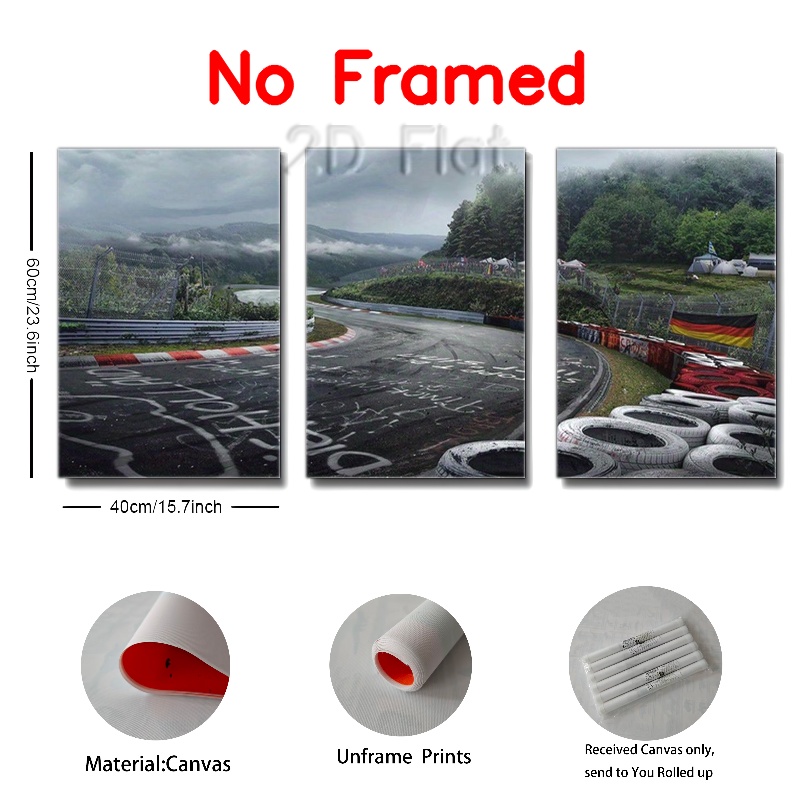 No Framed
2D Flat
60cm/23.6inch
40cm/15.7inch
Material:Canvas
Unframe Prints
Received Canvas only,
send to You Rolled up